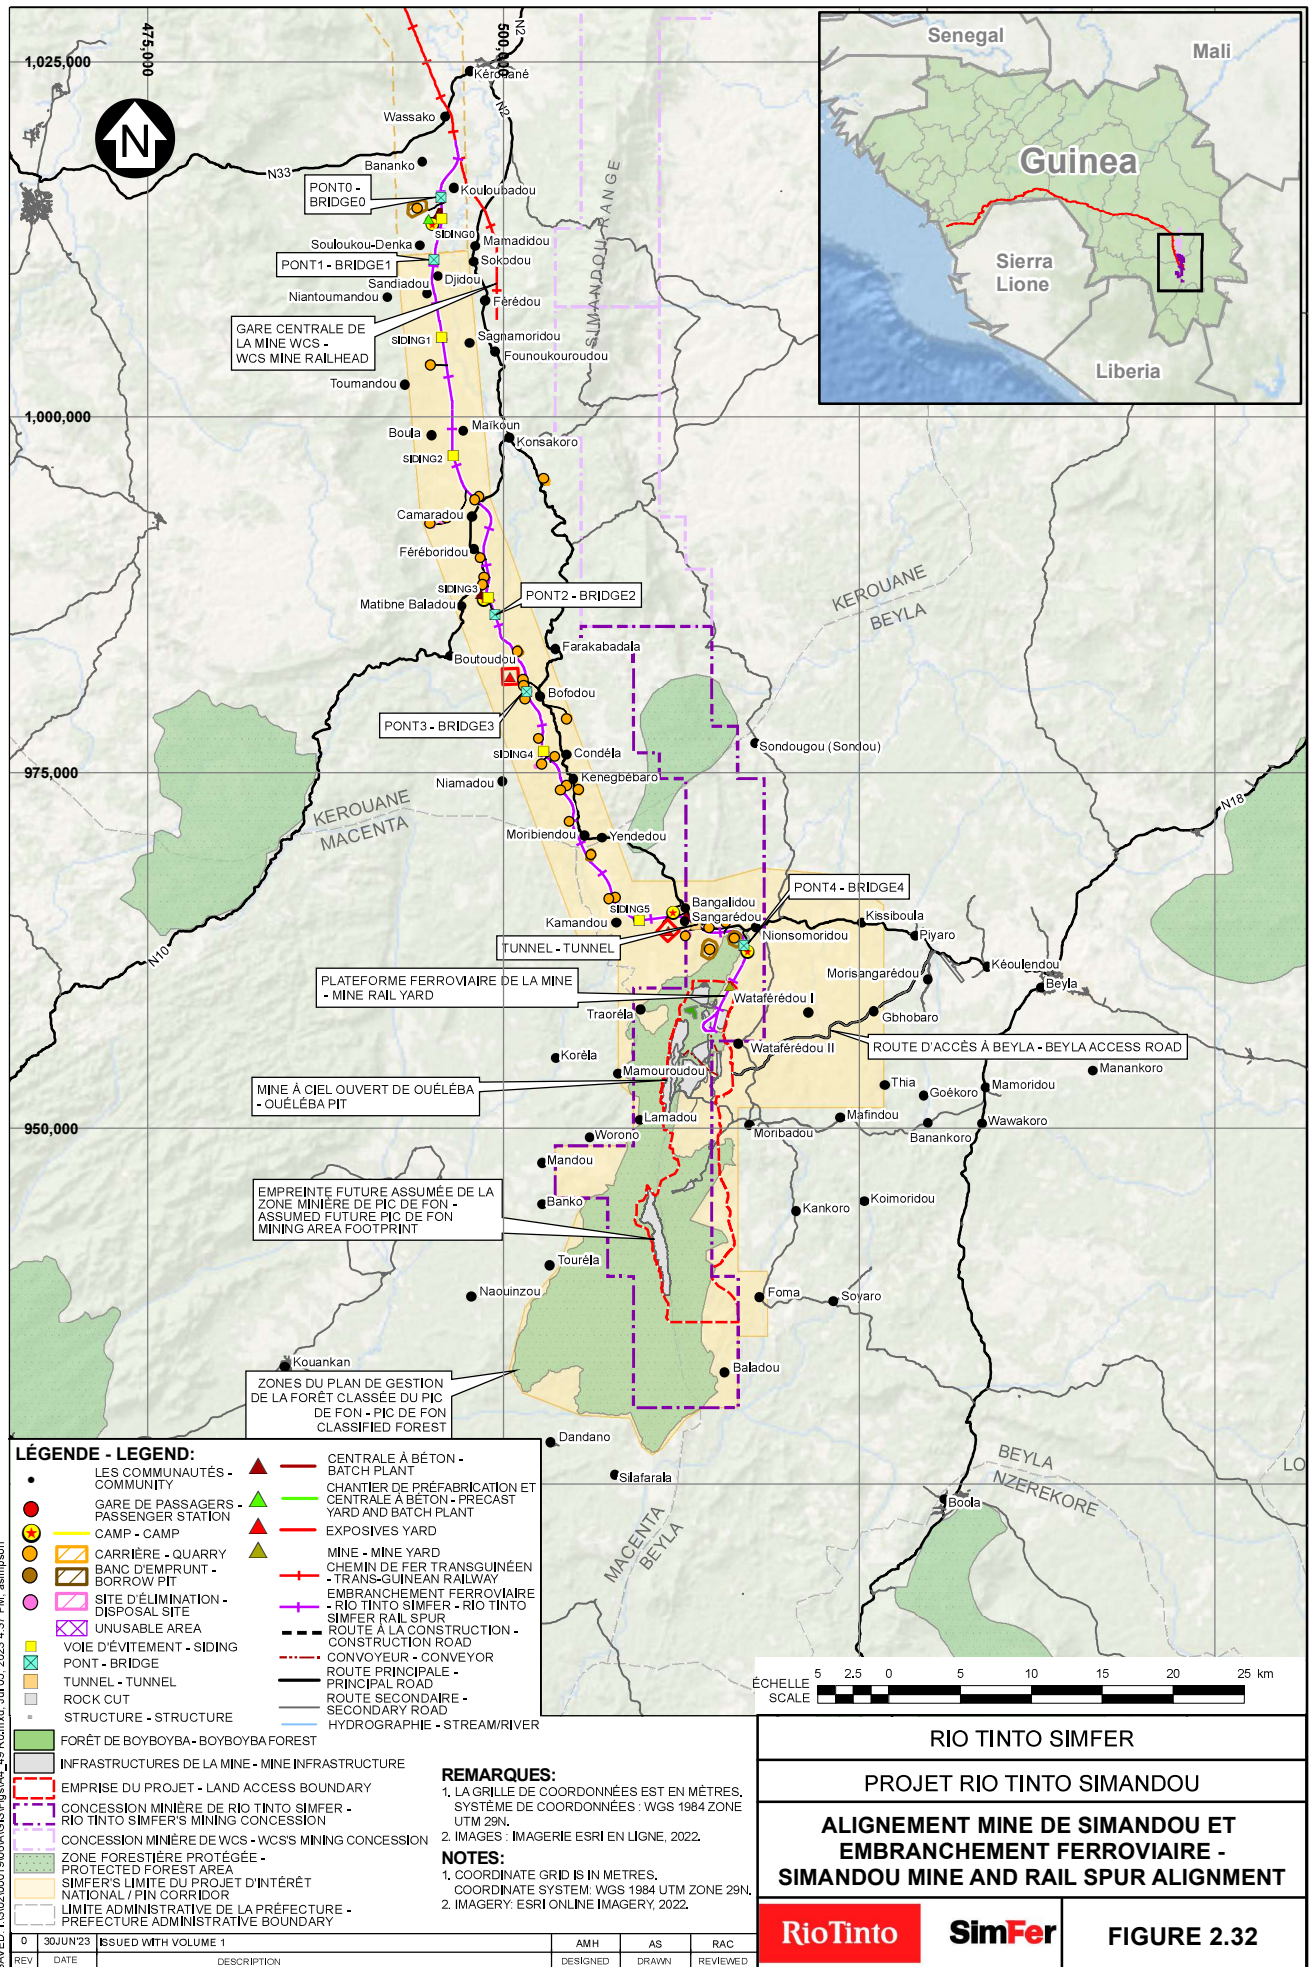 475,000
500,000
N2
1,025,000
Kérouané
Wassako
N
N2
Bananko
N33
PONT0 -
BRIDGE0
Kouloubadou
SIDING0
Souloukou-Denka
Mamadidou
PONT1 - BRIDGE1
Sokodou
Sandiadou
Djidou
Niantoumandou
Férédou
GARE CENTRALE DE
LA MINE WCS -
WCS MINE RAILHEAD
SIDING1
Sagnamoridou
Founoukouroudou
Toumandou
SIMANDOU RANGE
Senegal
Mali
Guinea
Sierra
Lione
Liberia
1,000,000
Boula
Maïkoun
Konsakoro
SIDING2
Camaradou
Féréboridou
SIDING3
PONT2 - BRIDGE2
Matibne Baladou
KEROUANE
BEYLA
Boutoudou
Farakabadala
Bofodou
PONT3 - BRIDGE3
SIDING4
Condéla
Sondougou (Sondou)
975,000
Niamadou
Kenegbébaro
KEROUANE
MACENTA
N18
Moribiendou
Yendedou
PONT4 - BRIDGE4
SIDING5
Bangalidou
Kamandou
Sangarédou
Kissiboula
TUNNEL - TUNNEL
Nionsomoridou
Piyaro
N10
PLATEFORME FERROVIAIRE DE LA MINE
- MINE RAIL YARD
Morisangarédou
Kéoulendou
Beyla
Wataférédou I
Traoréla
Gbhobaro
Wataférédou II
ROUTE D'ACCÈS À BEYLA - BEYLA ACCESS ROAD
Korèla
Mamouroudou
Manankoro
MINE À CIEL OUVERT DE OUÉLÉBA
- OUÉLÉBA PIT
Thia
Goékoro
Mamoridou
Lamadou
Mafindou
950,000
Worono
Moribadou
Banankoro
Wawakoro
Mandou
EMPREINTE FUTURE ASSUMÉE DE LA
ZONE MINIÈRE DE PIC DE FON -
ASSUMED FUTURE PIC DE FON
MINING AREA FOOTPRINT
Banko
Koimoridou
Kankoro
Touréla
Naouinzou
Foma
Sovaro
Kouankan
Baladou
ZONES DU PLAN DE GESTION
DE LA FORÊT CLASSÉE DU PIC
DE FON - PIC DE FON
CLASSIFIED FOREST
Dandano
Silafarala
BEYLA
NZEREKORE
LO
Boola
MACENTA
BEYLA
LÉGENDE - LEGEND:
LES COMMUNAUTÉS -
COMMUNITY
GARE DE PASSAGERS -
PASSENGER STATION
CAMP - CAMP
CARRIÈRE - QUARRY
BANC D'EMPRUNT -
BORROW PIT
SITE D'ÉLIMINATION -
DISPOSAL SITE
UNUSABLE AREA
VOIE D'ÉVITEMENT - SIDING
PONT - BRIDGE
TUNNEL - TUNNEL
ROCK CUT
STRUCTURE - STRUCTURE
CENTRALE À BÉTON -
BATCH PLANT
CHANTIER DE PRÉFABRICATION ET
CENTRALE À BÉTON - PRECAST
YARD AND BATCH PLANT
EXPOSIVES YARD
MINE - MINE YARD
CHEMIN DE FER TRANSGUINÉEN
- TRANS-GUINEAN RAILWAY
EMBRANCHEMENT FERROVIAIRE
- RIO TINTO SIMFER - RIO TINTO
SIMFER RAIL SPUR
ROUTE À LA CONSTRUCTION -
CONSTRUCTION ROAD
CONVOYEUR - CONVEYOR
ROUTE PRINCIPALE -
PRINCIPAL ROAD
ROUTE SECONDAIRE -
SECONDARY ROAD
HYDROGRAPHIE - STREAM/RIVER
FORÊT DE BOYBOYBA - BOYBOYBA FOREST
INFRASTRUCTURES DE LA MINE - MINE INFRASTRUCTURE
EMPRISE DU PROJET - LAND ACCESS BOUNDARY
CONCESSION MINIÈRE DE RIO TINTO SIMFER -
RIO TINTO SIMFER'S MINING CONCESSION
CONCESSION MINIÈRE DE WCS - WCS'S MINING CONCESSION
ZONE FORESTIÈRE PROTÉGÉE -
PROTECTED FOREST AREA
SIMFER'S LIMITE DU PROJET D'INTÉRÊT
NATIONAL / PIN CORRIDOR
LIMITE ADMINISTRATIVE DE LA PRÉFECTURE -
PREFECTURE ADMINISTRATIVE BOUNDARY
REMARQUES:
1. LA GRILLE DE COORDONNÉES EST EN MÈTRES.
SYSTÈME DE COORDONNÉES : WGS 1984 ZONE
UTM 29N.
2. IMAGES : IMAGERIE ESRI EN LIGNE, 2022.
NOTES:
1. COORDINATE GRID IS IN METRES.
COORDINATE SYSTEM: WGS 1984 UTM ZONE 29N.
2. IMAGERY: ESRI ONLINE IMAGERY, 2022.
ÉCHELLE
SCALE
5 2.5 0 5 10 15 20 25 km
RIO TINTO SIMFER
PROJET RIO TINTO SIMANDOU
ALIGNEMENT MINE DE SIMANDOU ET
EMBRANCHEMENT FERROVIAIRE -
SIMANDOU MINE AND RAIL SPUR ALIGNMENT
RioTinto
SimFer
FIGURE 2.32
0 30JUN'23 ISSUED WITH VOLUME 1 AMH AS RAC
REV DATE DESCRIPTION DESIGNED DRAWN REVIEWED